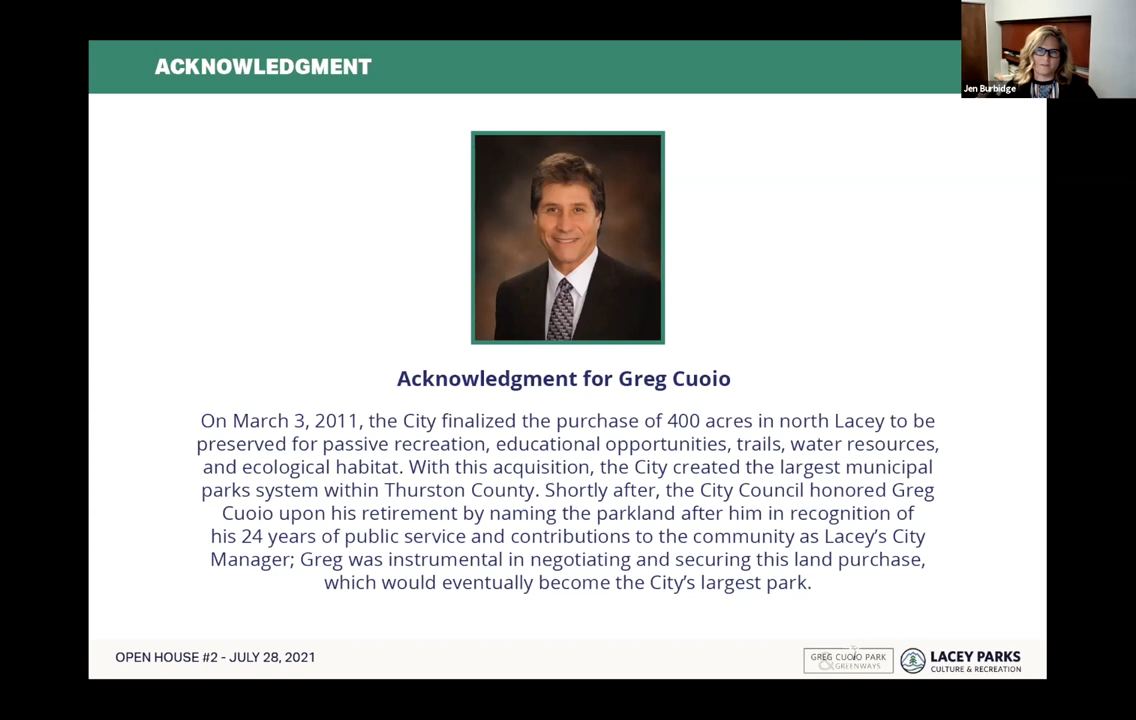 ACKNOWLEDGMENT
Jen Burbidge
Acknowledgment for Greg Cuoio
On March 3, 2011, the City finalized the purchase of 400 acres in north Lacey to be
preserved for passive recreation, educational opportunities, trails, water resources,
and ecological habitat. With this acquisition, the City created the largest municipal
parks system within Thurston County. Shortly after, the City Council honored Greg
Cuoio upon his retirement by naming the parkland after him in recognition of
his 24 years of public service and contributions to the community as Lacey's City
Manager; Greg was instrumental in negotiating and securing this land purchase,
which would eventually become the City's largest park.
OPEN HOUSE #2 - JULY 28, 2021
GREG CUOIO PARK
& GREENWAYS
LACEY PARKS
CULTURE & RECREATION